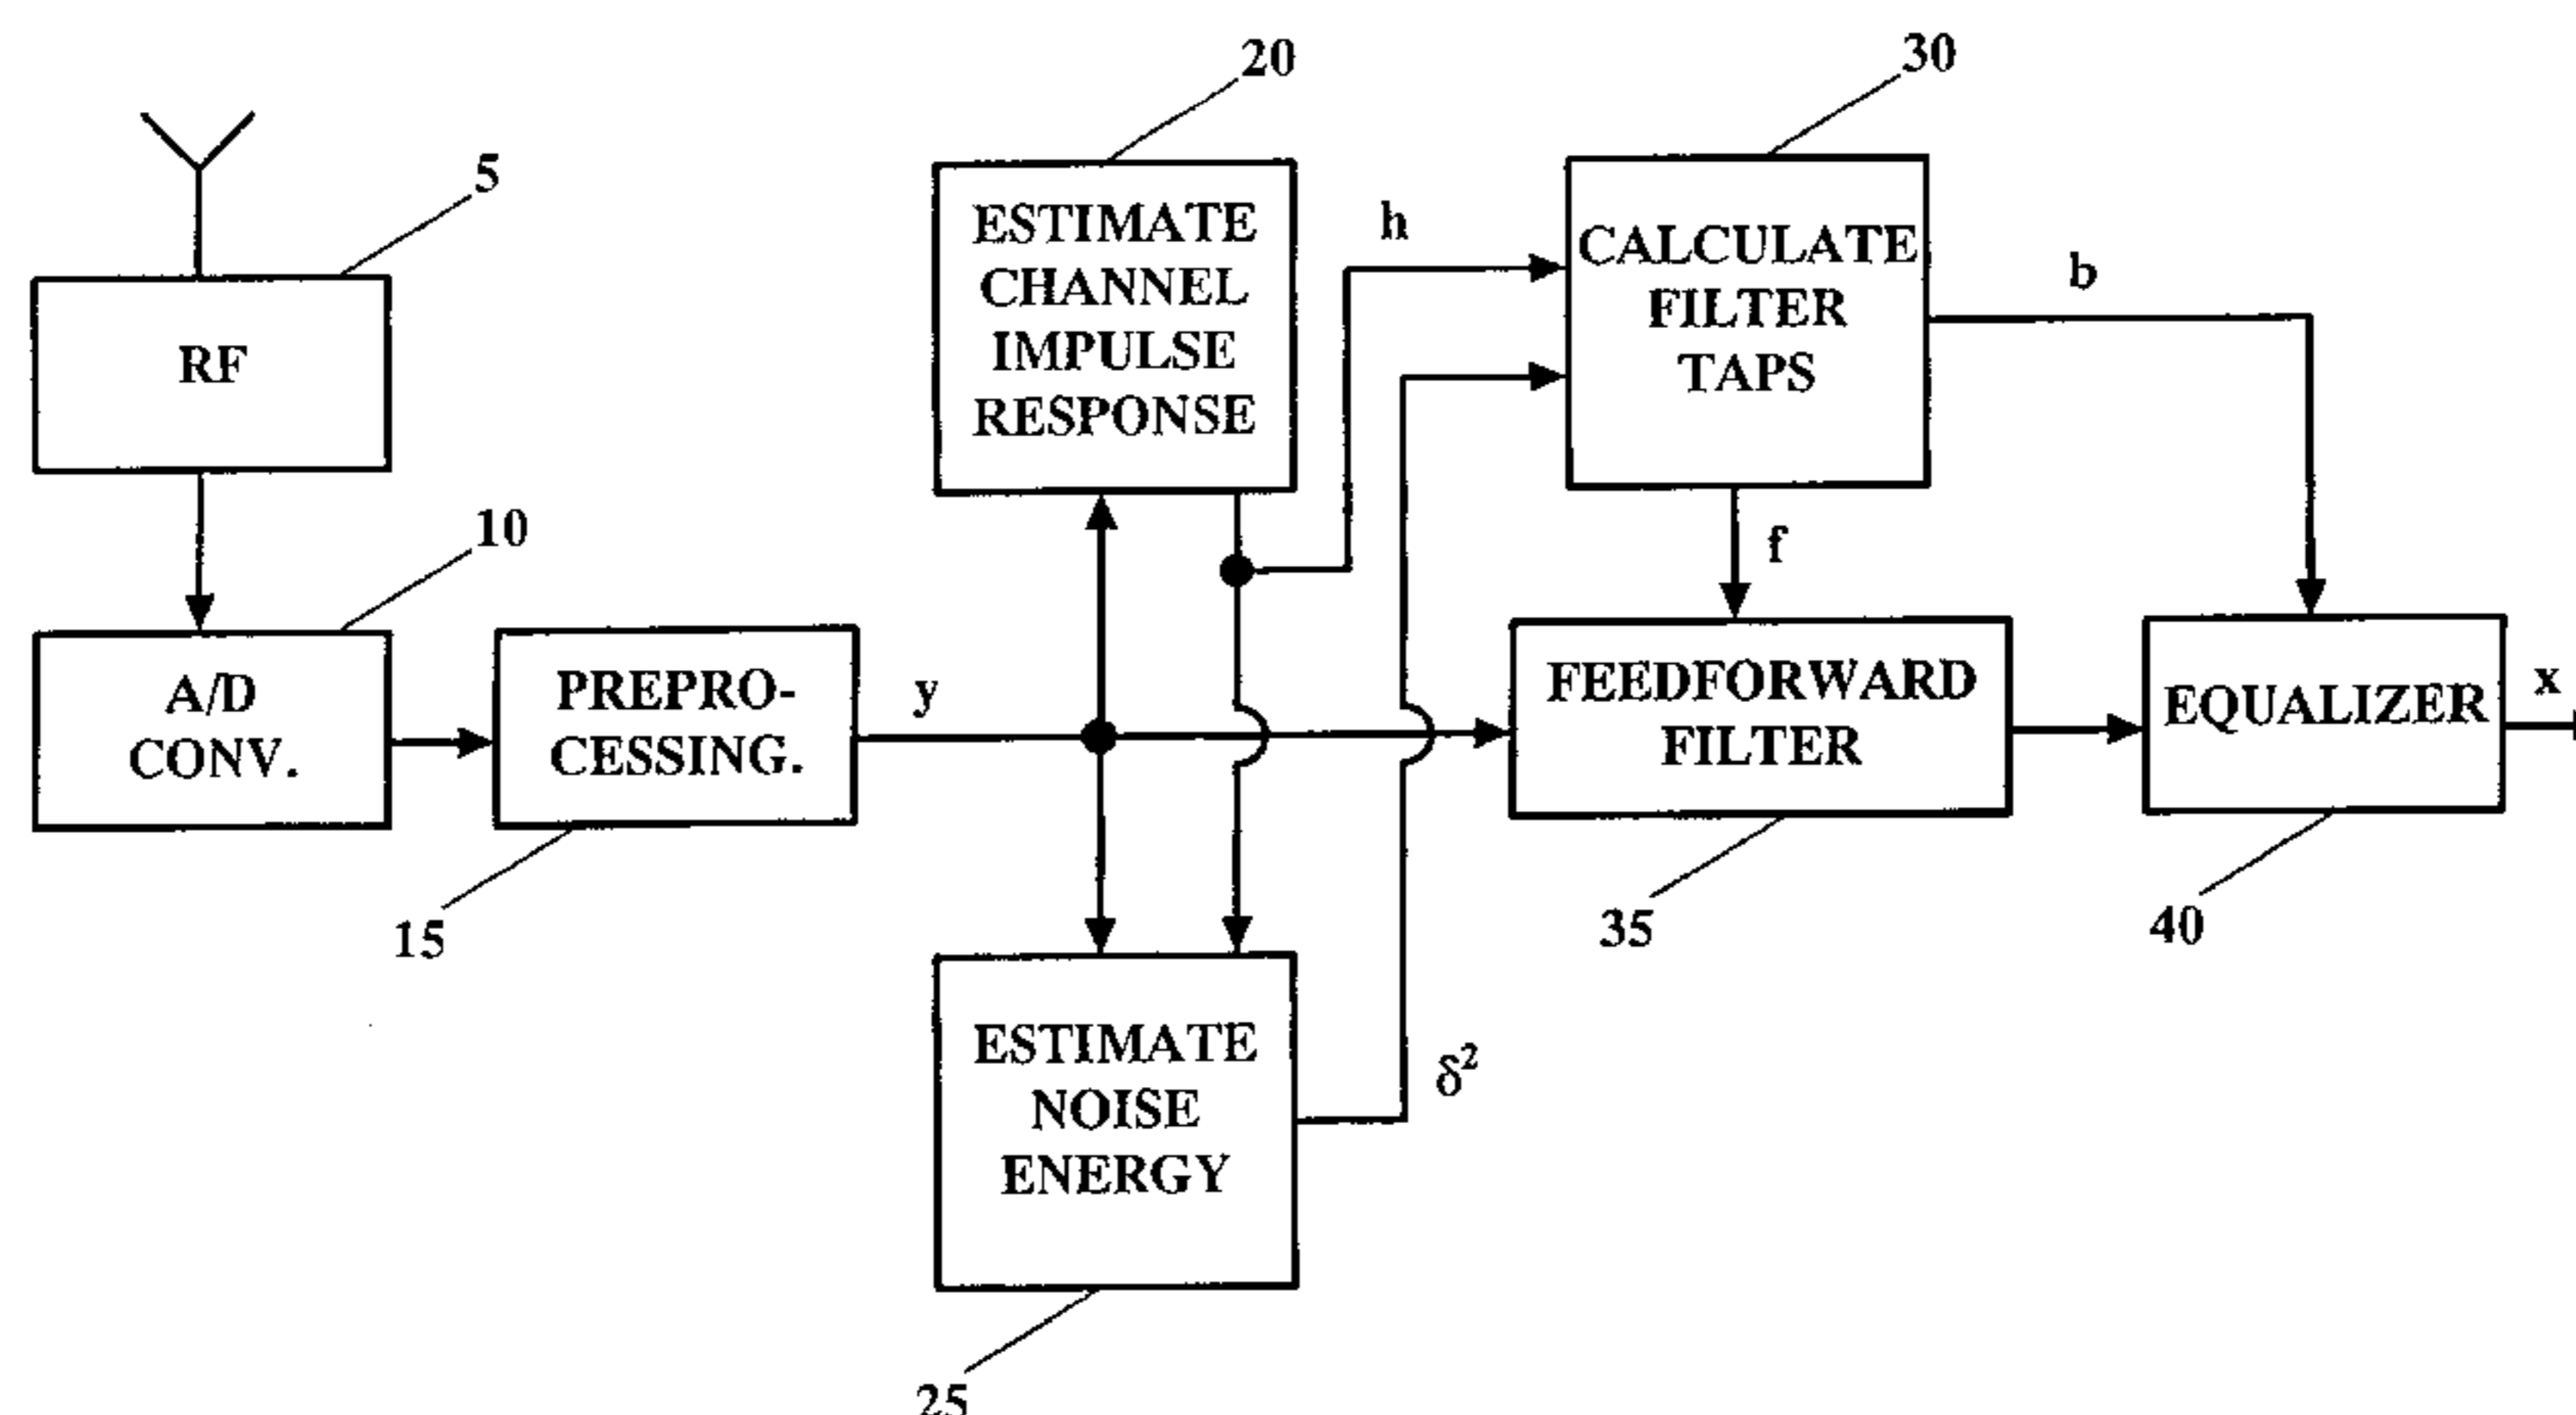 20
30
5
ESTIMATE
CHANNEL
IMPULSE
RESPONSE
h
CALCULATE
FILTER
TAPS
b
RF
10
f
A/D
CONV.
PREPRO-
CESSING.
y
FEEDFORWARD
FILTER
EQUALIZER
x
15
35
40
ESTIMATE
NOISE
ENERGY
δ²
25